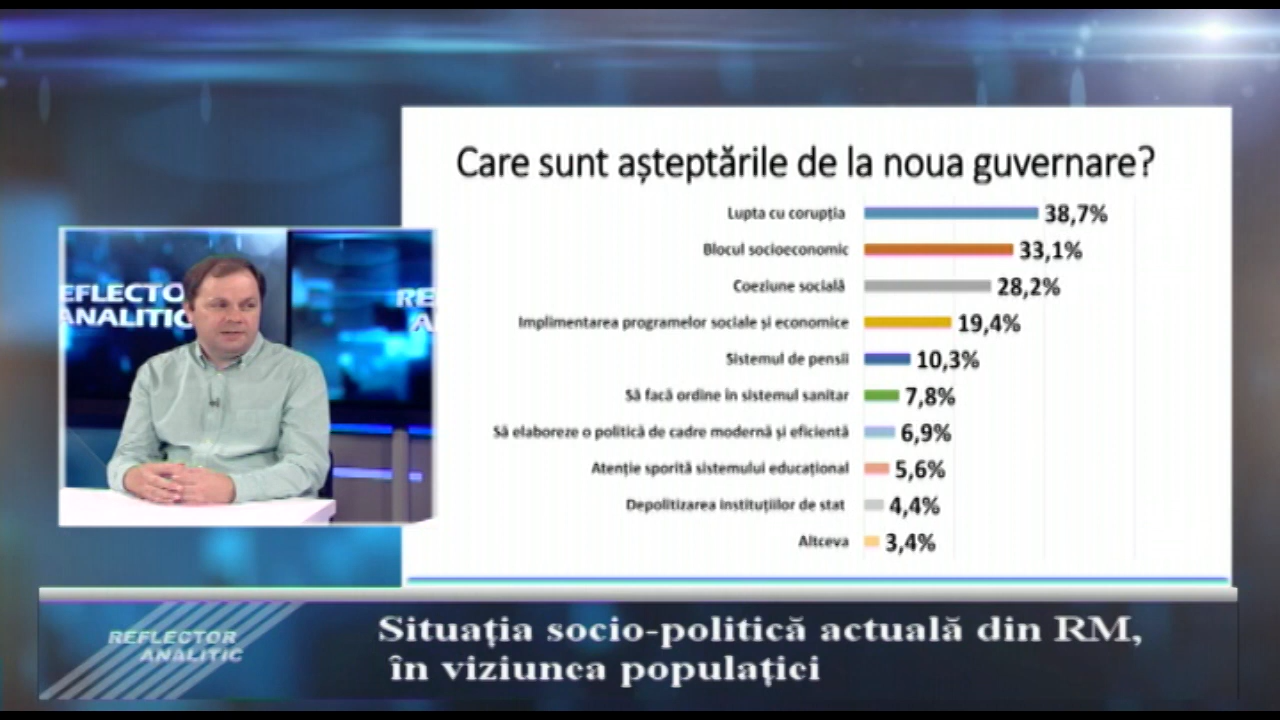 Care sunt așteptările de la noua guvernare?
Lupta cu corupția 38,7%
Blocul socioeconomic 33,1%
Coeziune socială 28,2%
Implimentarea programelor sociale și economice 19,4%
Sistemul de pensii 10,3%
Să facă ordine în sistemul sanitar 7,8%
Să elaboreze o politică de cadre modernă și eficientă 6,9%
Atenție sporită sistemului educațional 5,6%
Depolitizarea instituțiilor de stat 4,4%
Altceva 3,4%
EFLECTO
ANALITIC
RE
A
REFLECTOR
ANALITIC
Situația socio-politică actuală din RM,
în viziunea populației